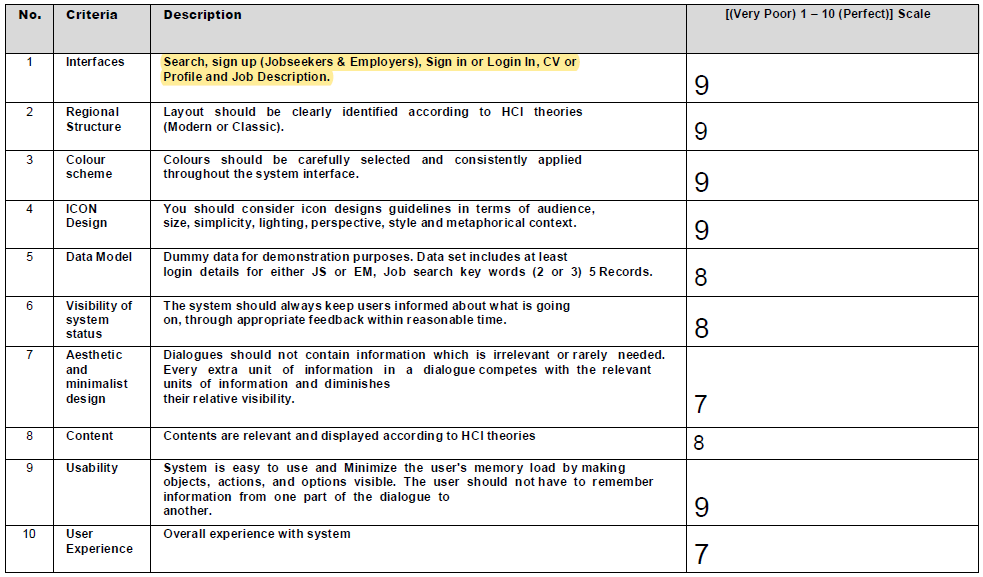 No. Criteria Description [(Very Poor) 1 – 10 (Perfect)] Scale
1 Interfaces Search, sign up (Jobseekers & Employers), Sign in or Login In, CV or
Profile and Job Description.
9
2 Regional Layout should be clearly identified according to HCI theories
Structure (Modern or Classic).
9
3 Colour Colours should be carefully selected and consistently applied
scheme throughout the system interface.
9
4 ICON You should consider icon designs guidelines in terms of audience,
Design size, simplicity, lighting, perspective, style and metaphorical context.
9
5 Data Model Dummy data for demonstration purposes. Data set includes at least
login details for either JS or EM, Job search key words (2 or 3) 5 Records.
8
6 Visibility of The system should always keep users informed about what is going
system on, through appropriate feedback within reasonable time.
status
8
7 Aesthetic Dialogues should not contain information which is irrelevant or rarely needed.
and Every extra unit of information in a dialogue competes with the relevant
minimalist units of information and diminishes
design their relative visibility.
7
8 Content Contents are relevant and displayed according to HCI theories
8
9 Usability System is easy to use and Minimize the user's memory load by making
objects, actions, and options visible. The user should not have to remember
information from one part of the dialogue to
another.
9
10 User Overall experience with system
Experience
7